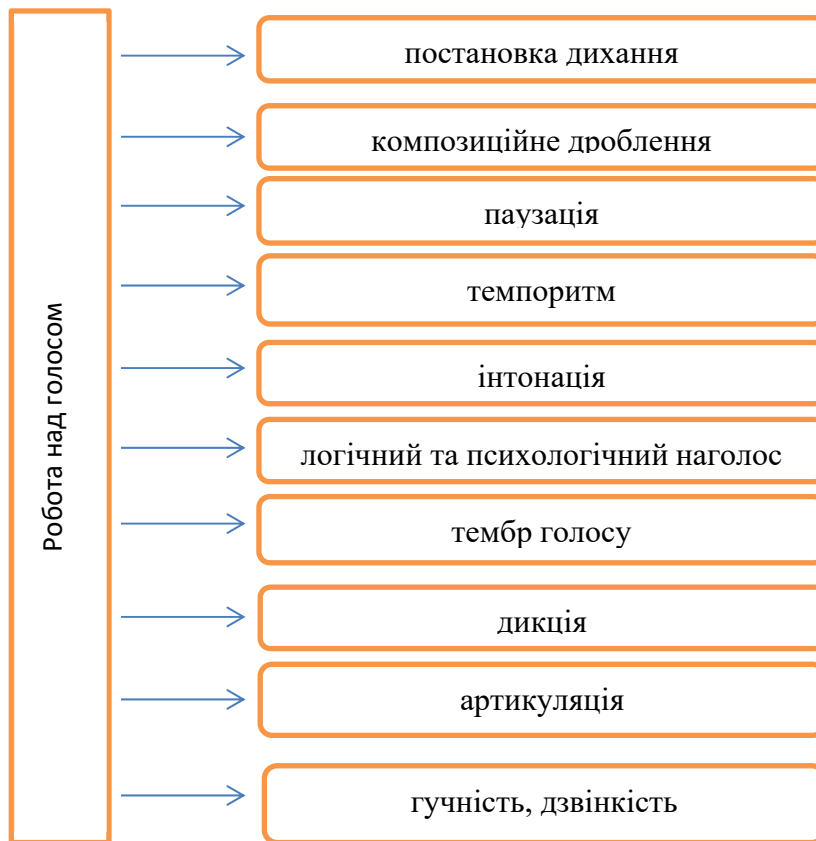 Робота над голосом
постановка дихання
композиційне дроблення
паузація
темпоритм
інтонація
логічний та психологічний наголос
тембр голосу
дикція
артикуляція
гучність, дзвінкість